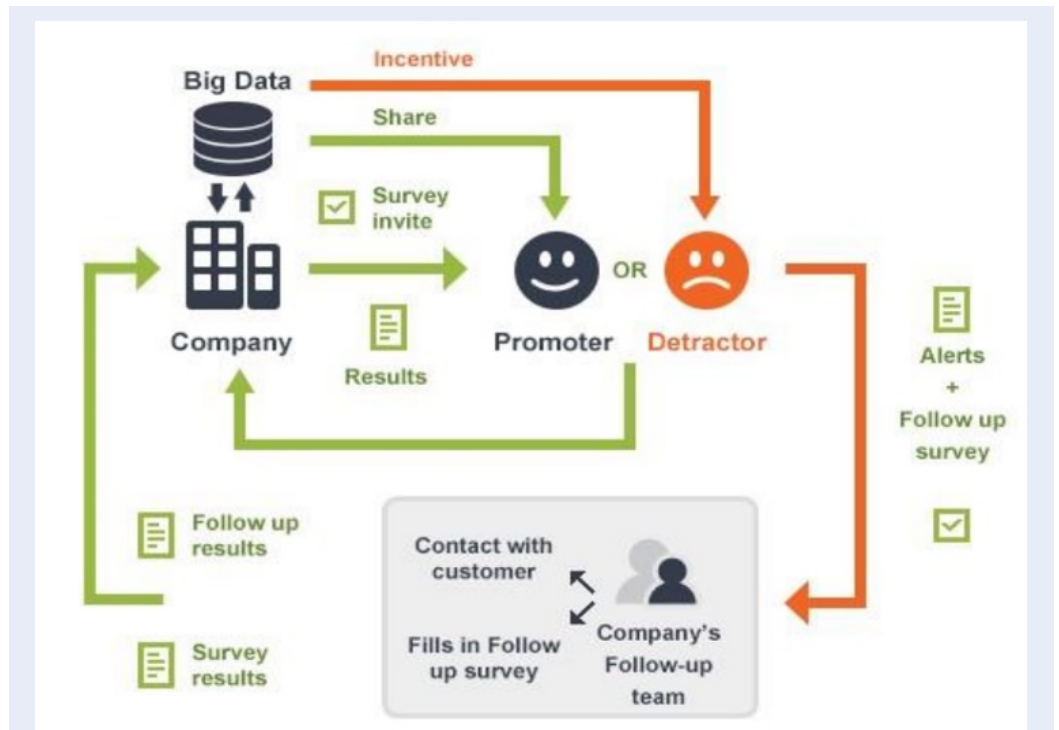 Incentive
Big Data
Share
Survey
invite
OR
Company
Promoter
Detractor
Results
Alerts
+
Follow up
survey
Follow up
results
Survey
results
Contact with
customer
Fills in Follow
up survey
Company's
Follow-up
team